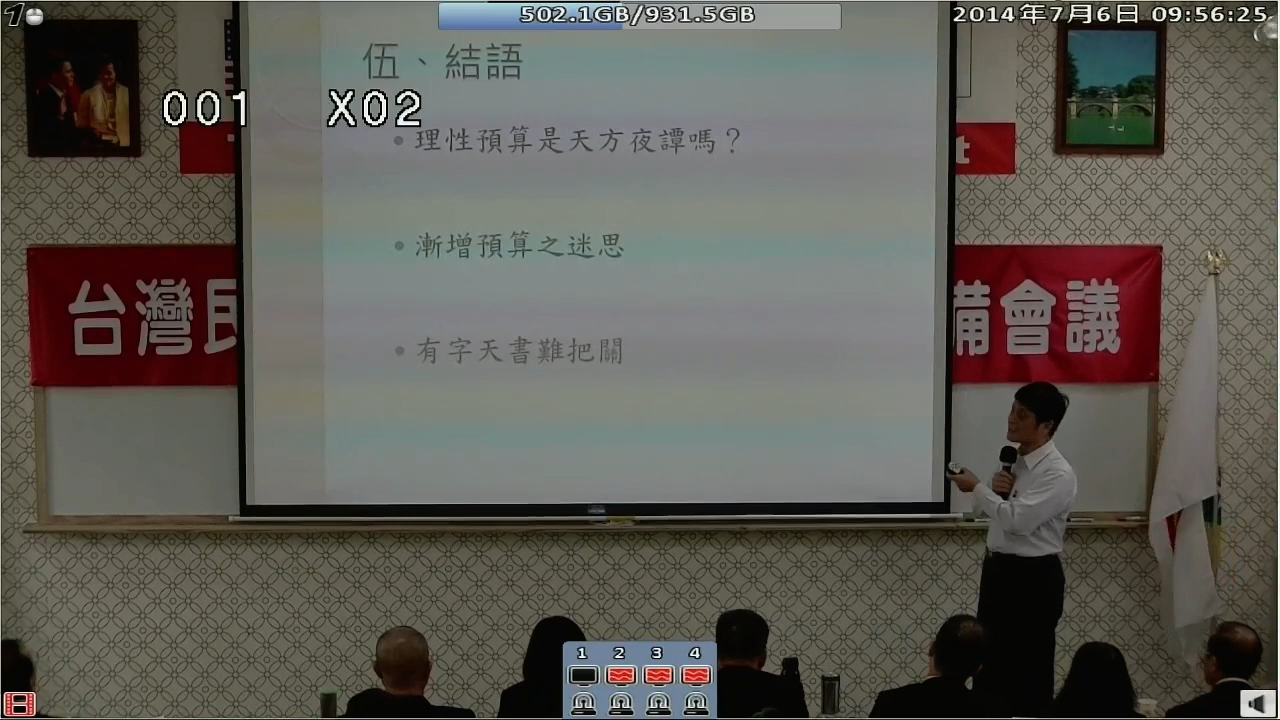 502.1GB/931.5GB
2014年7月6日 09:56:25
伍、結語
001 X02
•理性預算是天方夜譚嗎？
t
•漸增預算之迷思
台灣民
備會議
•有字天書難把關
1 2 3 4